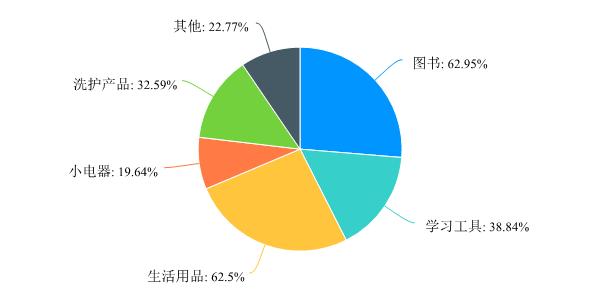 其他: 22.77%
图书: 62.95%
洗护产品: 32.59%
小电器: 19.64%
学习工具: 38.84%
生活用品: 62.5%